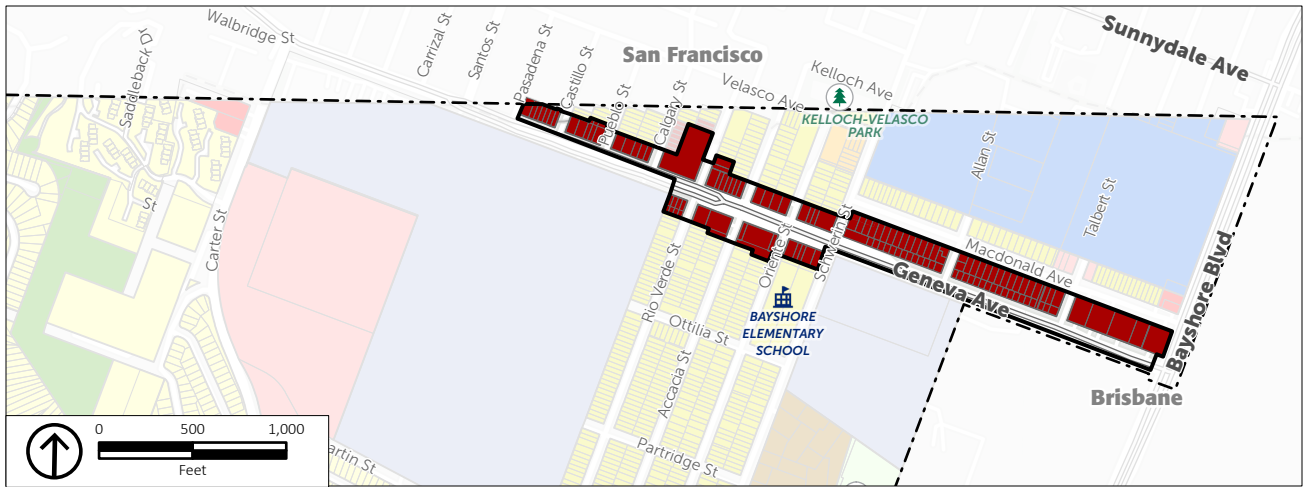 Walbridge St
Saddleback Dr
Carrizal St
Santos St
Pasadena St
Castillo St
Pueblo St
Calgary St
San Francisco
Velasco Ave
Kelloch Ave
Sunnydale Ave
KELLOCH-VELASCO
PARK
Allan St
Talbert St
St
Carter St
Rio Verde St
Oriente St
Schwerin St
Macdonald Ave
Geneva Ave
Bayshore Blvd
BAYSHORE
ELEMENTARY
SCHOOL
Ottilia St
Accacia St
Brisbane
Partridge St
artin St
0 500 1,000
Feet